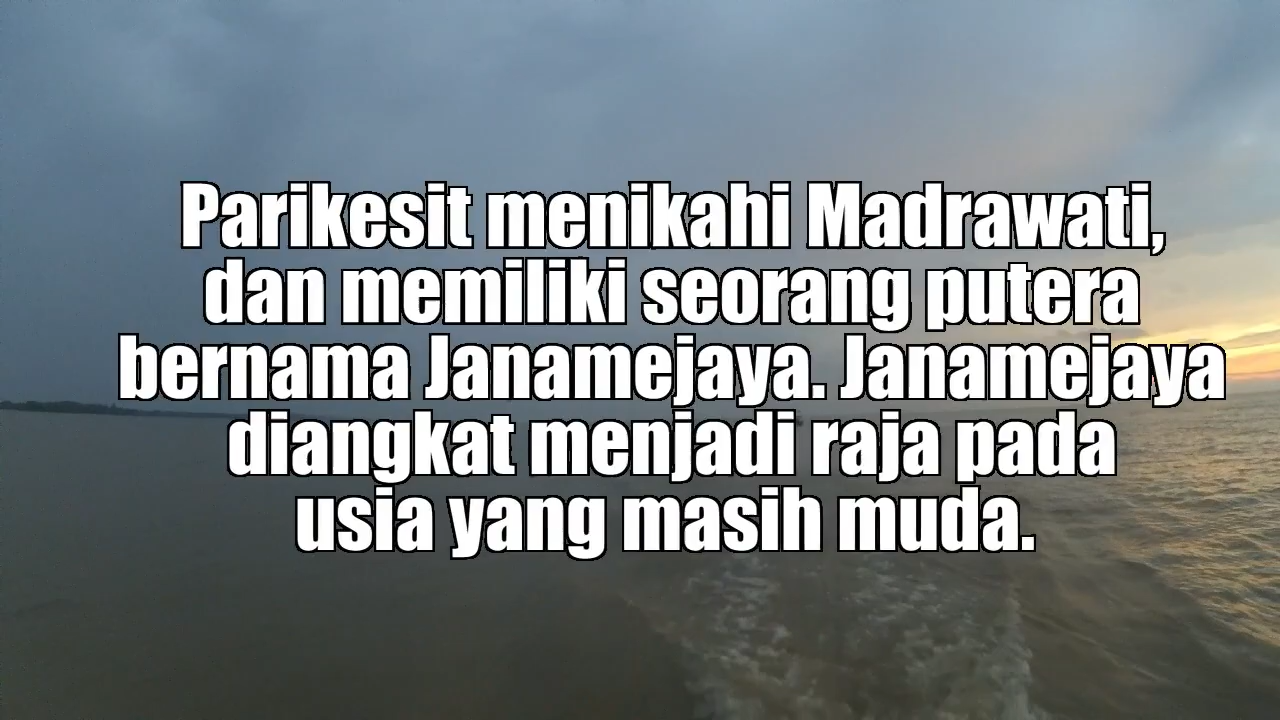 Parikesit menikahi Madrawati,
dan memiliki seorang putera
bernama Janamejaya. Janamejaya
diangkat menjadi raja pada
usia yang masih muda.